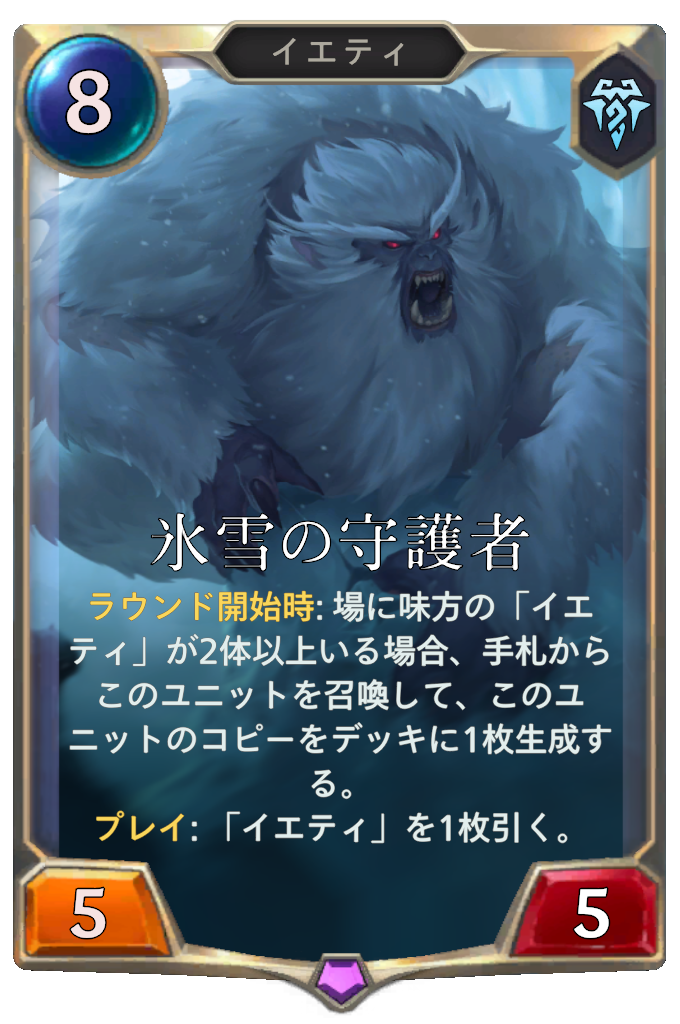 イエティ
8
氷雪の守護者
ラウンド開始時: 場に味方の「イエ
ティ」が2体以上いる場合、手札から
このユニットを召喚して、このユ
ニットのコピーをデッキに1枚生成す
る。
プレイ: 「イエティ」を1枚引く。
5
5